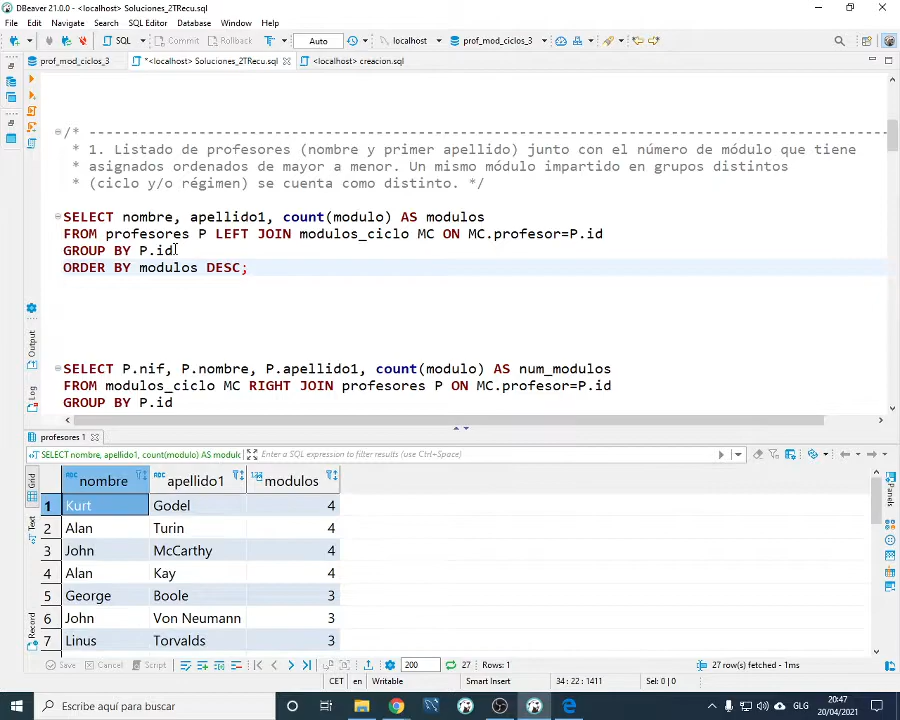 DBeaver 21.0.0 - <localhost> Soluciones_2TRecu.sql
File Edit Navigate Search SQL Editor Database Window Help
SQL Commit Rollback Auto localhost prof_mod_ciclos_3
prof_mod_ciclos_3 *<localhost> Soluciones_2TRecu.sql <localhost> creacion.sql
/* ------------------------------------------------------------------------------------------------
* 1. Listado de profesores (nombre y primer apellido) junto con el número de módulo que tiene
* asignados ordenados de mayor a menor. Un mismo módulo impartido en grupos distintos
* (ciclo y/o régimen) se cuenta como distinto. */
SELECT nombre, apellido1, count(modulo) AS modulos
FROM profesores P LEFT JOIN modulos_ciclo MC ON MC.profesor=P.id
GROUP BY P.id
ORDER BY modulos DESC;
SELECT P.nif, P.nombre, P.apellido1, count(modulo) AS num_modulos
FROM modulos_ciclo MC RIGHT JOIN profesores P ON MC.profesor=P.id
GROUP BY P.id
Output
Log
profesores 1
SELECT nombre, apellido1, count(modulo) AS modul Enter a SQL expression to filter results (Ctrl+Space)
Grid
Text
Record
Panels
nombre apellido1 modulos
1 Kurt Godel 4
2 Alan Turin 4
3 John McCarthy 4
4 Alan Kay 4
5 George Boole 3
6 John Von Neumann 3
7 Linus Torvalds 3
Save Cancel Script 200 27 Rows: 1 27 row(s) fetched - 1ms
CET en Writable Smart Insert 34 : 22 : 1411 Sel: 0 | 0
Escribe aquí para buscar GLG 20:47
20/04/2021